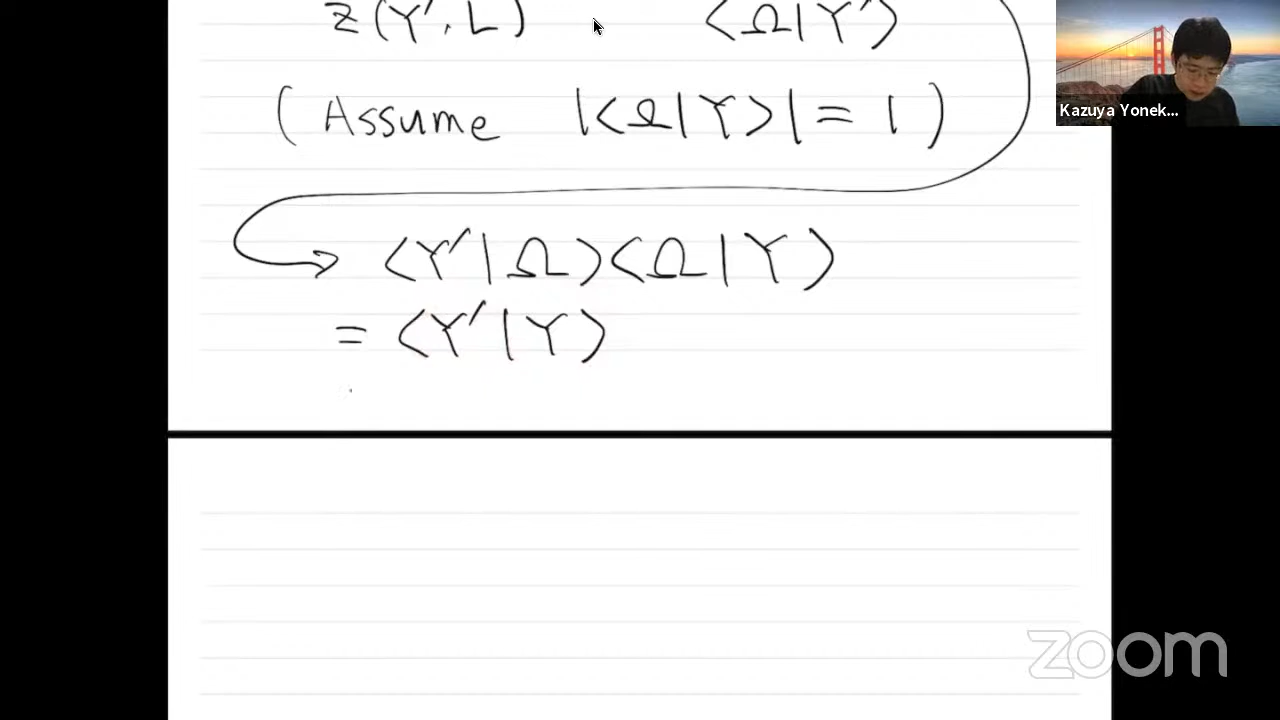 Z(Y', L) <Ω|Y'>
(Assume |<Ω|Y>| = 1)
<Y'|Ω><Ω|Y>
= <Y'|Y>
Kazuya Yonek...
zoom